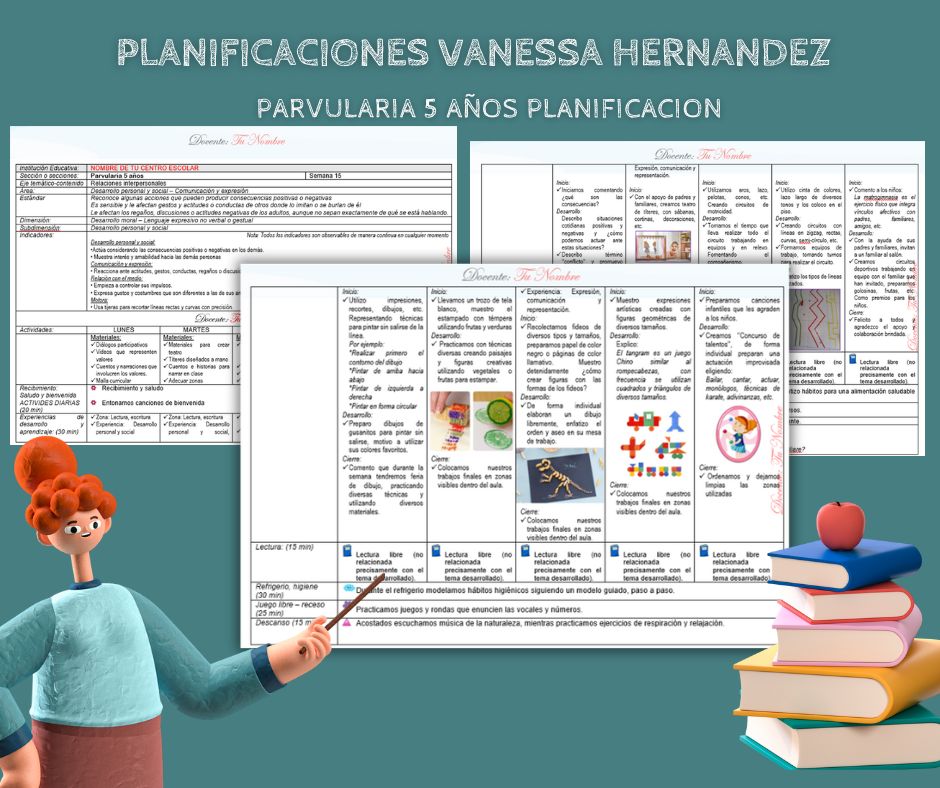 PLANIFICACIONES VANESSA HERNANDEZ
PARVULARIA 5 AÑOS PLANIFICACION
Docente: Tu Nombre
Institución Educativa: NOMBRE DE TU CENTRO ESCOLAR
Sección o secciones: Parvularia 5 años Semana 15
Eje temático-contenido Relaciones interpersonales
Área: Desarrollo personal y social – Comunicación y expresión
Estándar Reconoce algunas acciones que pueden producir consecuencias positivas o negativas
Es sensible y le afectan gestos y actitudes o conductas de otros donde lo imiten o se burlan de él
Le afectan los regaños, discusiones o actitudes negativas de los adultos, aunque no sepan exactamente de qué se está hablando.
Dimensión: Desarrollo moral – Lenguaje expresivo no verbal o gestual
Subdimensión: Desarrollo personal y social
Indicadores: Nota: Todos los indicadores son observables de manera continua en cualquier momento
Desarrollo personal y social:
•Actúa considerando las consecuencias positivas o negativas en los demás.
• Muestra interés y amabilidad hacia las demás personas
Comunicación y expresión:
• Reacciona ante actitudes, gestos, conductas, regaños o
Relación con el medio:
• Empieza a controlar sus impulsos.
• Expresa gustos y costumbres que son diferentes a las de sus
Motora:
• Usa tijeras para recortar líneas rectas y curvas con precisión.
Docente:
Actividades: LUNES MARTES
Materiales:
✓Diálogos participativos
✓Videos que representen valores.
✓Cuentos y narraciones que involucren los valores.
✓Malla curricular
Materiales:
✓Materiales para crear teatro
✓Títeres diseñados a mano
✓Cuentos e historias para narrar en clase
✓Adecuar zonas
Recibimiento:
Saludo y bienvenida
ACTIVIDES DIARIAS
(20 min)
Recibimiento y saludo
Entonamos canciones de bienvenida
Experiencias de
desarrollo y
aprendizaje: (30 min)
✓Zona: Lectura, escritura
✓Experiencia: Desarrollo
personal y social
✓Zona: Lectura, escritura
✓Experiencia: Desarrollo
personal y social,
Docente: Tu Nombre
Inicio:
✓Iniciamos comentando
¿qué son las
consecuencias?
Desarrollo:
Describo situaciones
cotidianas positivas y
negativas y ¿cómo
podemos actuar ante
estas situaciones?
✓Describo término
Expresión, comunicación y
representación.
Inicio:
✓Con el apoyo de padres y
familiares, creamos teatro
de títeres, con sábanas,
cortinas, decoraciones,
etc.
Inicio:
✓Utilizamos aros, lazo,
pelotas, conos, etc.
Creando circuitos de
motricidad.
Desarrollo:
✓Tomamos el tiempo que
lleva realizar todo el
circuito trabajando en
equipos y en relevo.
Fomentando el
Inicio:
✓Utilizo cinta de colores,
lazo largo de diversos
tonos y los coloco en el
piso.
Desarrollo:
✓Creamos circuitos con
líneas en zigzag, rectas,
curvas, semi-círculo, etc.
✓Formamos equipos de
trabajo, tomando turnos
para realizar el circuito.
Inicio:
✓Comento a los niños:
La matrogimnasia es el
ejercicio físico que integra
vínculos afectivos con
padres, familiares,
amigos, etc.
Desarrollo:
✓Con la ayuda de sus
padres y familiares, invitan
a un familiar al salón.
✓Creamos circuitos
deportivos trabajando en
equipo con el familiar que
han invitado, preparamos
golosinas, frutas, etc.
Como premios para los
niños.
Cierre:
✓Felicito a todos y
agradezco el apoyo y
colaboración brindada.
Lectura libre (no
relacionada
precisamente con el
tema desarrollado).
Docente: Tu Nombre
Inicio:
✓Utilizo impresiones,
recortes, dibujos, etc.
Representando técnicas
para pintar sin salirse de la
línea.
Por ejemplo:
*Realizar primero el
contorno del dibujo
*Pintar de arriba hacia
abajo
*Pintar de izquierda a
derecha
*Pintar en forma circular
Desarrollo:
✓Preparo dibujos de
gusanitos para pintar sin
salirse, motivo a utilizar
sus colores favoritos.
Cierre:
✓Comento que durante la
semana tendremos feria
de dibujo, practicando
diversas técnicas y
utilizando diversos
materiales.
Inicio:
✓Llevamos un trozo de tela
blanco, muestro el
estampado con témpera
utilizando frutas y verduras
Desarrollo:
✓Practicamos con técnicas
diversas creando paisajes
y figuras creativas
utilizando vegetales o
frutas para estampar.
Cierre:
✓Colocamos nuestros
trabajos finales en zonas
visibles dentro del aula.
✓Experiencia: Expresión,
comunicación y
representación.
Inicio:
✓Recolectamos fideos de
diversos tipos y tamaños,
preparamos papel de color
negro o páginas de color
llamativo. Muestro
detenidamente ¿cómo
crear figuras con las
formas de los fideos?
Desarrollo:
✓De forma individual
elaboran un dibujo
libremente, enfatizo el
orden y aseo en su mesa
de trabajo.
Cierre:
✓Colocamos nuestros
trabajos finales en zonas
visibles dentro del aula.
✓Muestro expresiones
artísticas creadas con
figuras geométricas de
diversos tamaños.
Desarrollo:
Explico:
El tangram es un juego
Chino similar al
rompecabezas, con
frecuencia se utilizan
cuadrados y triángulos de
diversos tamaños.
Cierre:
✓Colocamos nuestros
trabajos finales en zonas
visibles dentro del aula.
Inicio:
✓Preparamos canciones
infantiles que les agraden
a los niños.
Desarrollo:
✓Creamos "Concurso de
talentos", de forma
individual preparan una
actuación improvisada
eligiendo:
Bailar, cantar, actuar,
monólogos, técnicas de
karate, adivinanzas, etc.
Cierre:
✓Ordenamos y dejamos
limpias las zonas
utilizadas
Lectura: (15 min)
Lectura libre (no
relacionada
precisamente con el
tema desarrollado).
Lectura libre (no
relacionada
precisamente con el
tema desarrollado).
Lectura libre (no
relacionada
precisamente con el
tema desarrollado).
Lectura libre (no
relacionada
precisamente con el
tema desarrollado).
Lectura libre (no
relacionada
precisamente con el
tema desarrollado).
Refrigerio, higiene
(30 min)
Durante el refrigerio modelamos hábitos higiénicos siguiendo un modelo guiado, paso a paso.
Juego libre – receso
(25 min)
Practicamos juegos y rondas que enuncien las vocales y números.
Descanso (15 min)
Acostados escuchamos música de la naturaleza, mientras practicamos ejercicios de respiración y relajación.